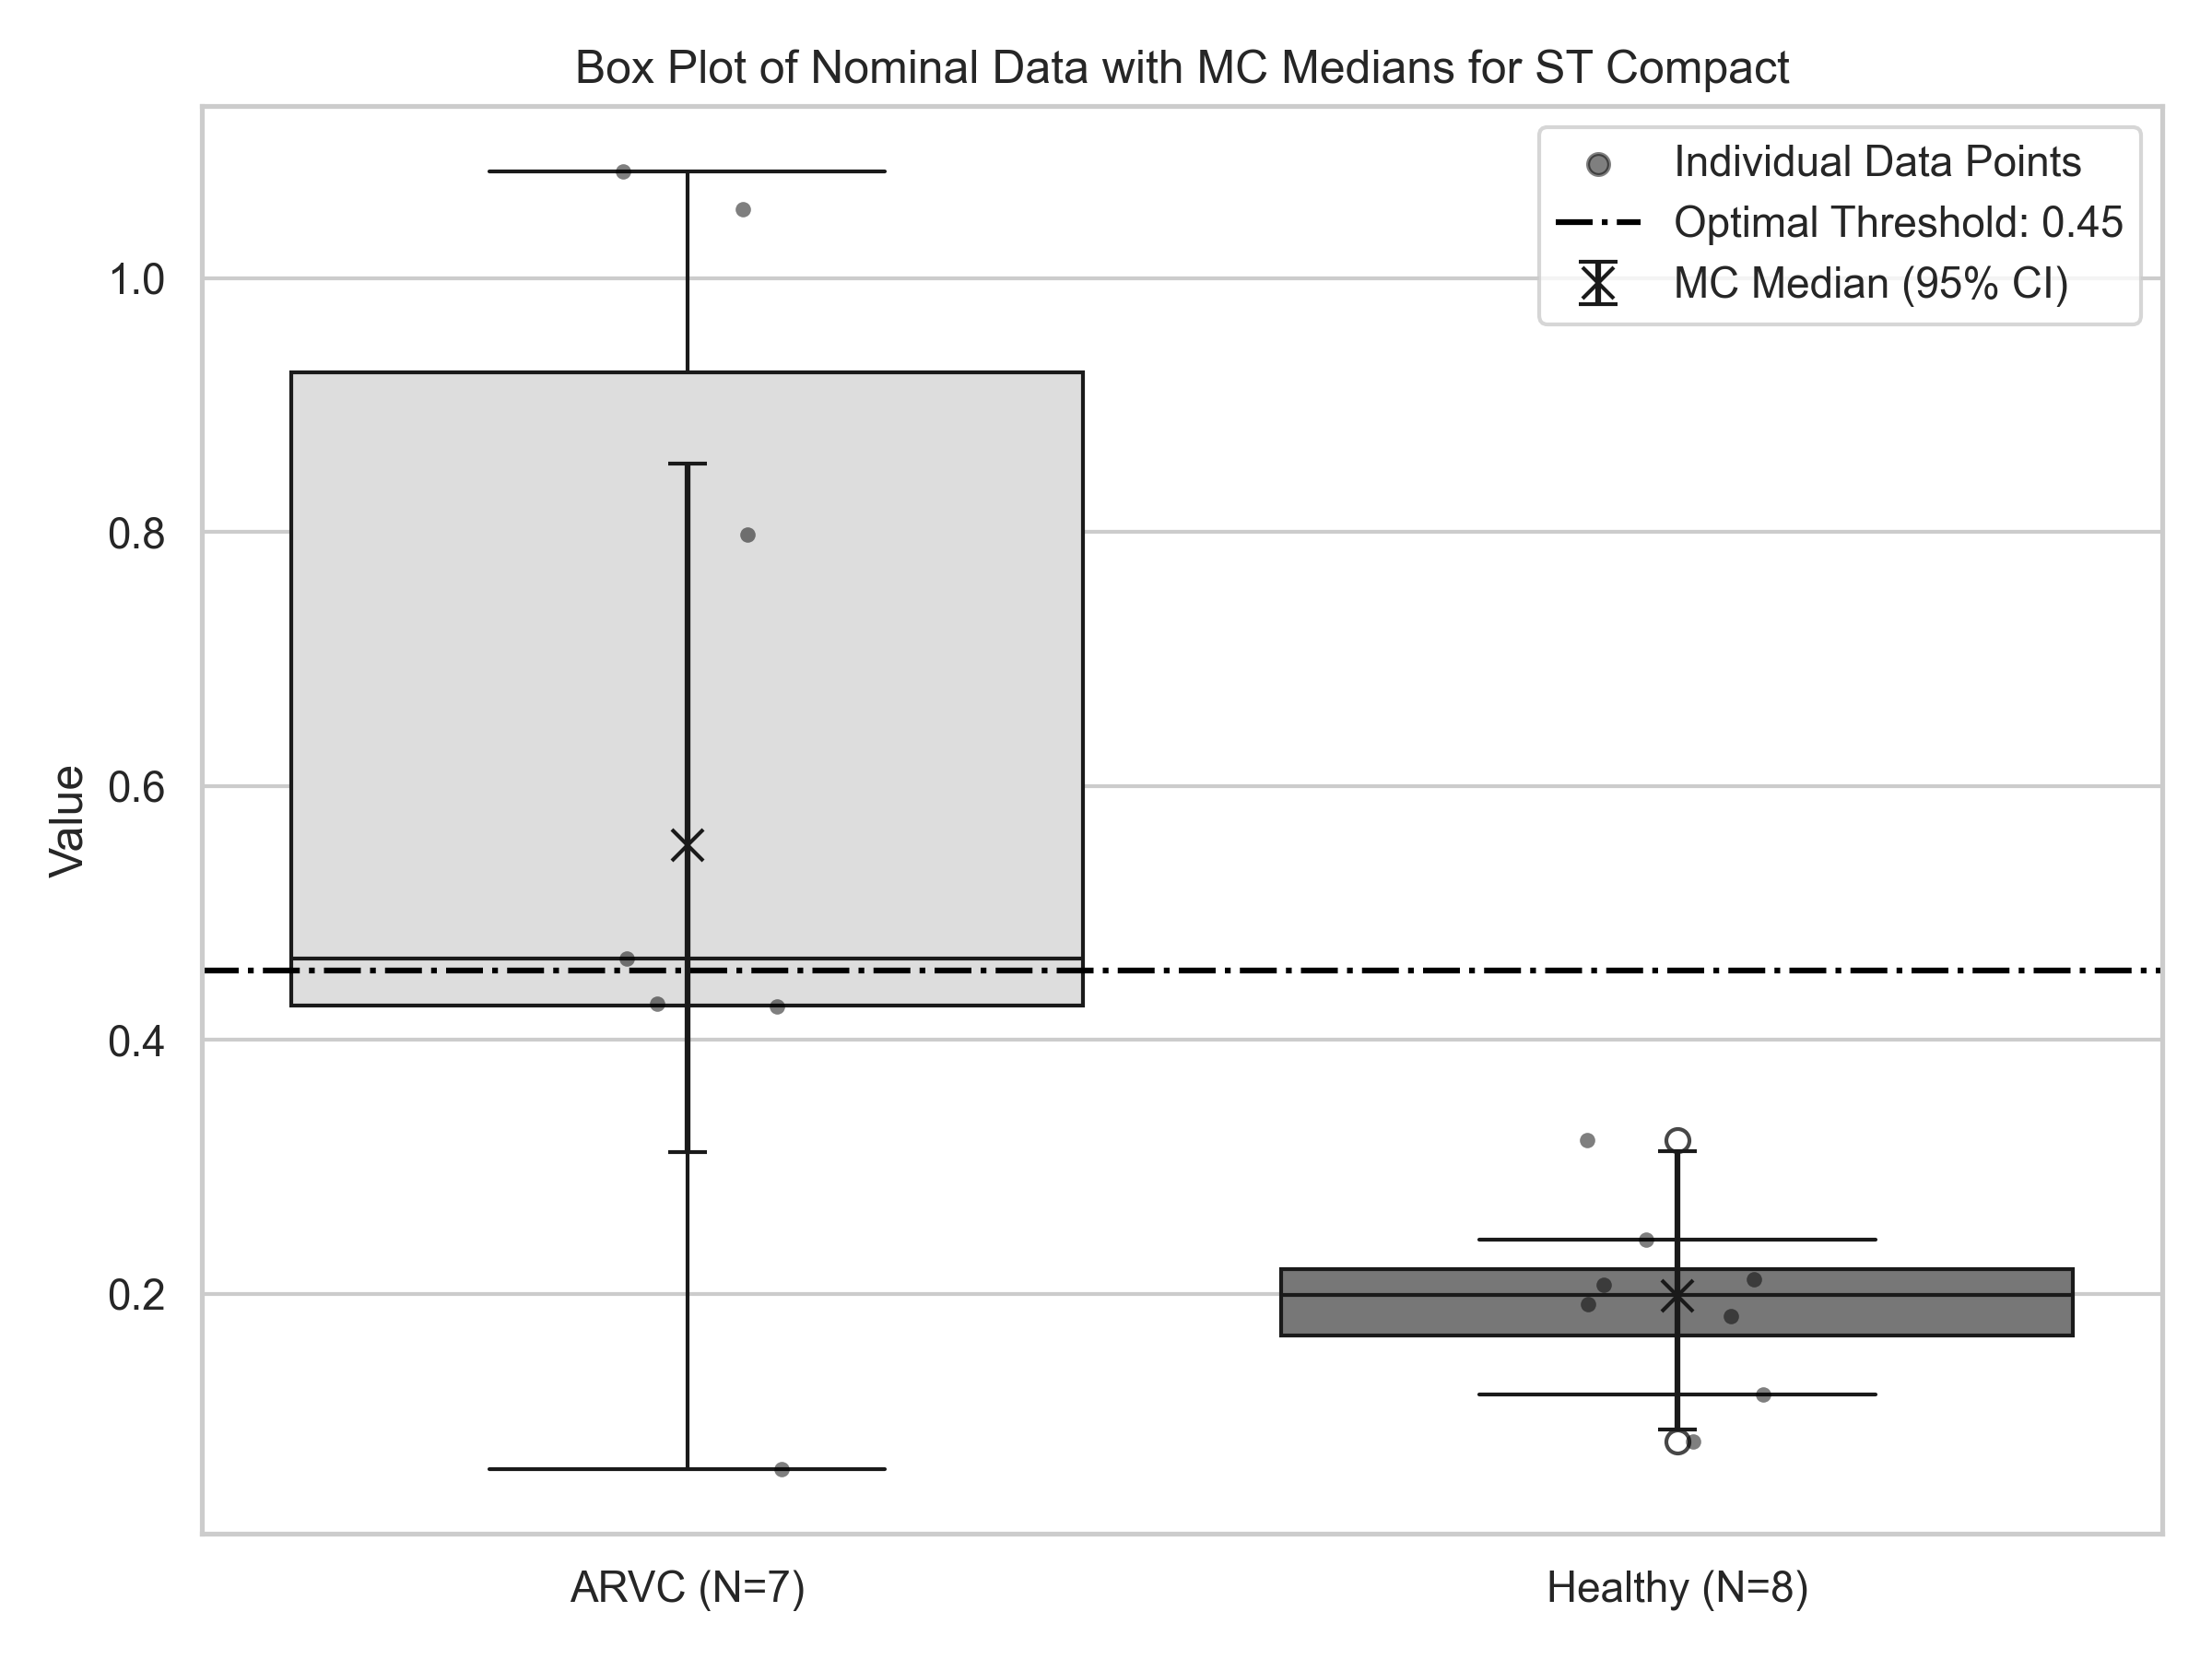 Box Plot of Nominal Data with MC Medians for ST Compact
Individual Data Points
Optimal Threshold: 0.45
MC Median (95% CI)
Value
1.0
0.8
0.6
0.4
0.2
ARVC (N=7)
Healthy (N=8)